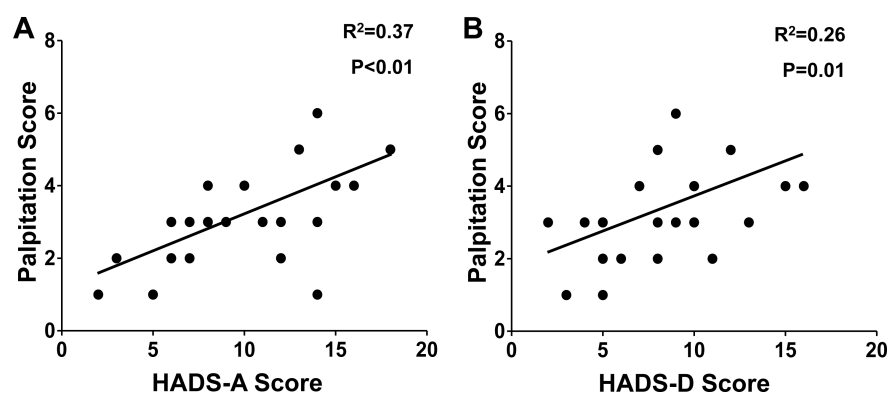 A
R²=0.37
P<0.01
Palpitation Score
8
6
4
2
0
0 5 10 15 20
HADS-A Score
B
R²=0.26
P=0.01
Palpitation Score
8
6
4
2
0
0 5 10 15 20
HADS-D Score